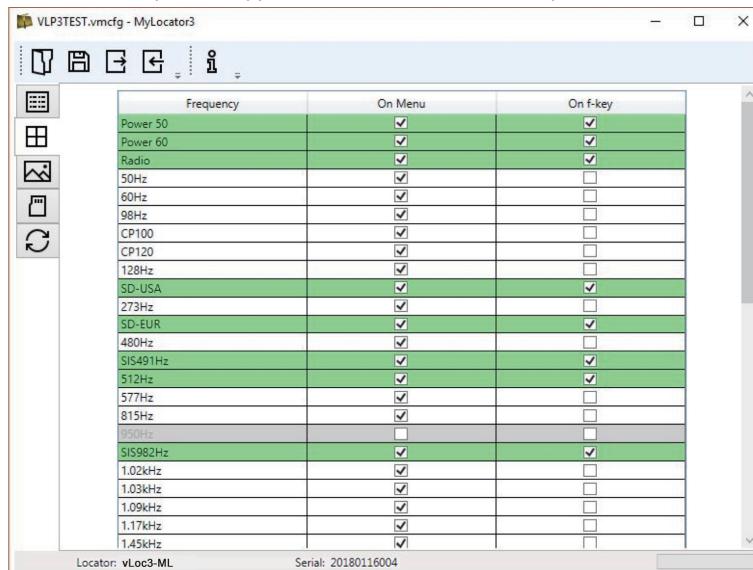 VLP3TEST.vmcfg - MyLocator3
Frequency On Menu On f-key
Power 50
Power 60
Radio
50Hz
60Hz
98Hz
CP100
CP120
128Hz
SD-USA
273Hz
SD-EUR
480Hz
SIS491Hz
512Hz
577Hz
815Hz
950Hz
SIS982Hz
1.02kHz
1.03kHz
1.09kHz
1.17kHz
1.45kHz
Locator: vLoc3-ML Serial: 20180116004